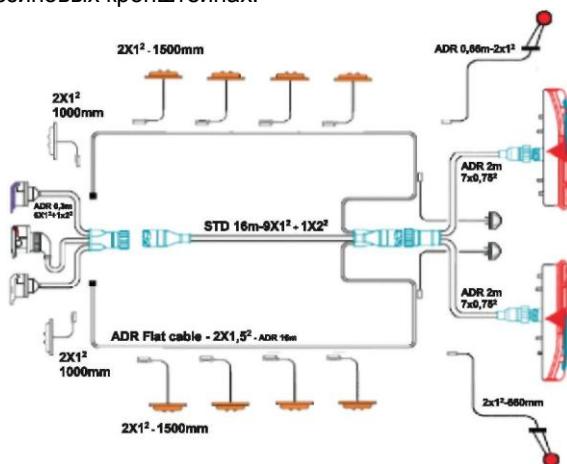 кронштейнах.
2X1²-1500mm
ADR 0,66m-2x1²
2X1²
1000mm
ADR 2m
7x0,75²
ADR 0,3m
6X1²+1x2²
STD 16m-9X1²+1X2²
ADR 2m
7x0,75²
ADR Flat cable - 2X1,5² - ADR 16m
2X1²
1000mm
2x1²-660mm
2X1²-1500mm